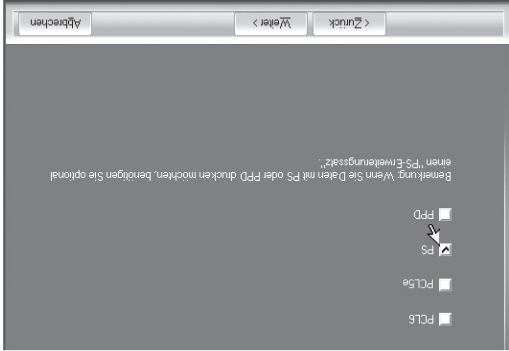 PCL6
PCL5e
PS
PPD
Bemerkung: Wenn Sie Daten mit PS oder PPD drucken möchten, benötigen Sie optional
einen "PS-Erweiterungssatz".
< Zurück
Weiter >
Abbrechen